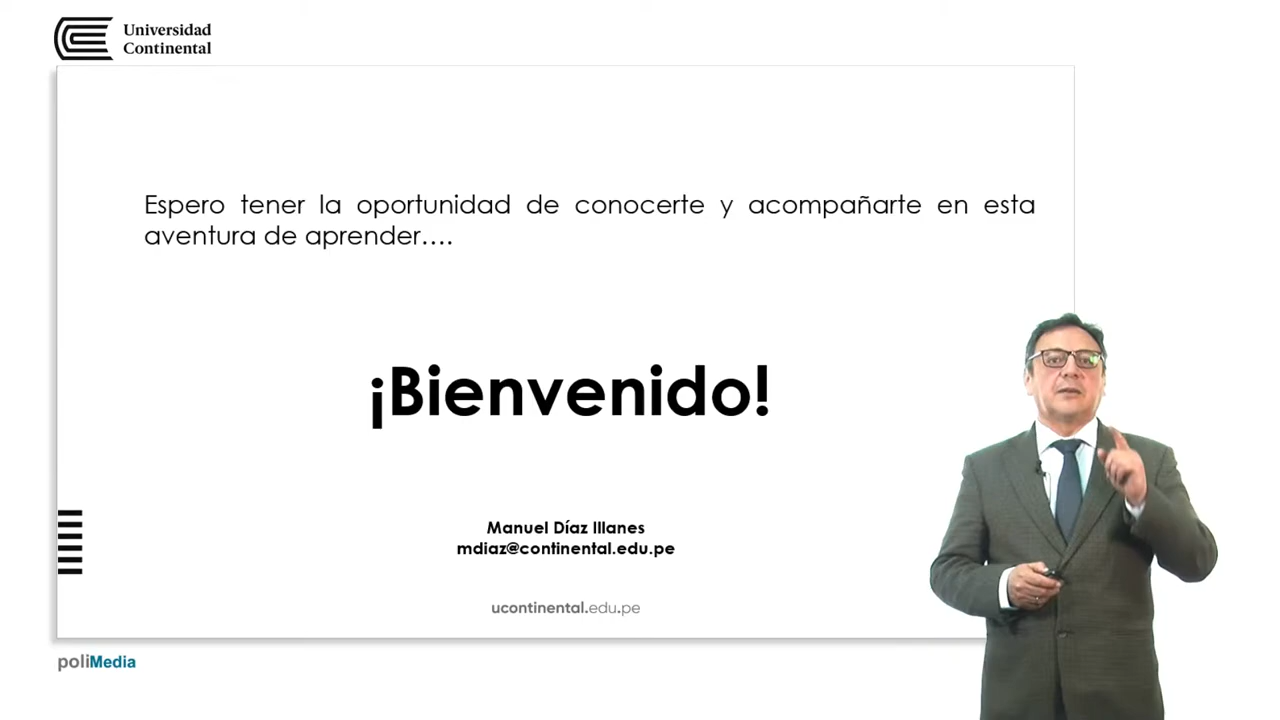 Universidad
Continental
Espero tener la oportunidad de conocerte y acompañarte en esta
aventura de aprender....
¡Bienvenido!
Manuel Díaz Illanes
mdiaz@continental.edu.pe
ucontinental.edu.pe
poliMedia